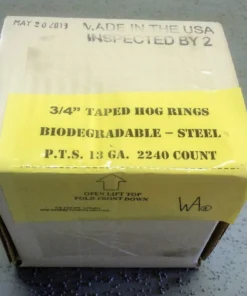 MAY 20 2013
MADE IN THE USA
INSPECTED BY 2
3/4" TAPED HOG RINGS
BIODEGRADABLE - STEEL
P.T.S. 13 GA. 2240 COUNT
OPEN LIFT TOP
FOLD FRONT DOWN